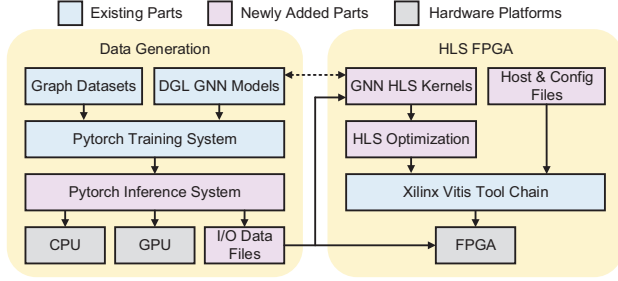 Existing Parts Newly Added Parts Hardware Platforms
Data Generation
Graph Datasets DGL GNN Models
Pytorch Training System
Pytorch Inference System
CPU GPU I/O Data
Files
HLS FPGA
GNN HLS Kernels Host & Config
Files
HLS Optimization
Xilinx Vitis Tool Chain
FPGA